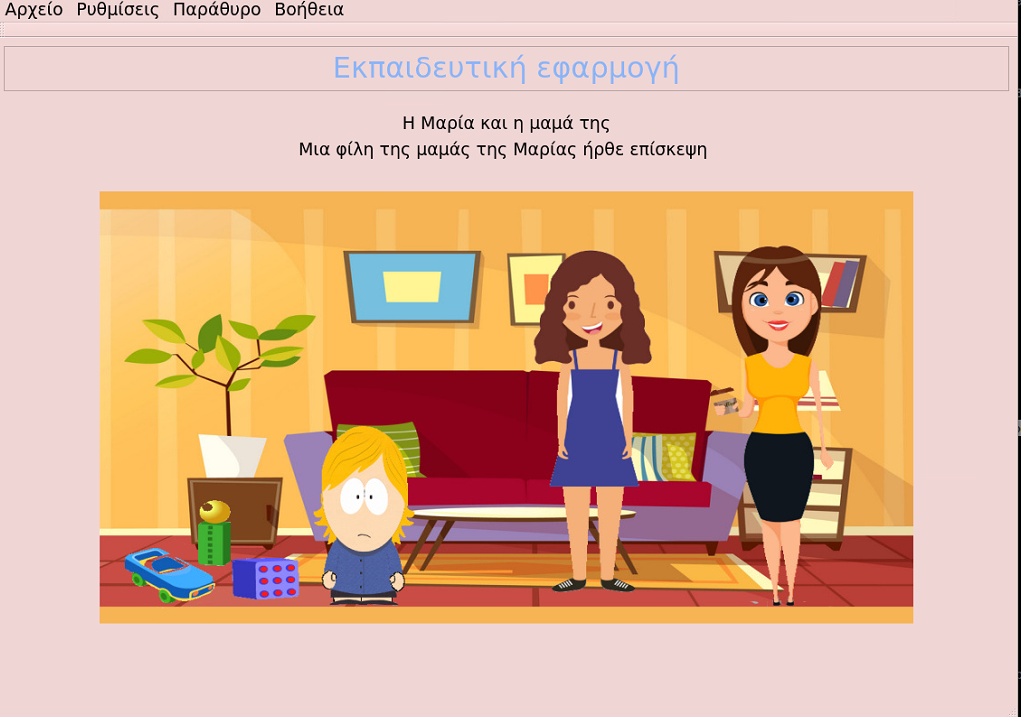 Αρχείο Ρυθμίσεις Παράθυρο Βοήθεια
Εκπαιδευτική εφαρμογή
Η Μαρία και η μαμά της
Μια φίλη της μαμάς της Μαρίας ήρθε επίσκεψη